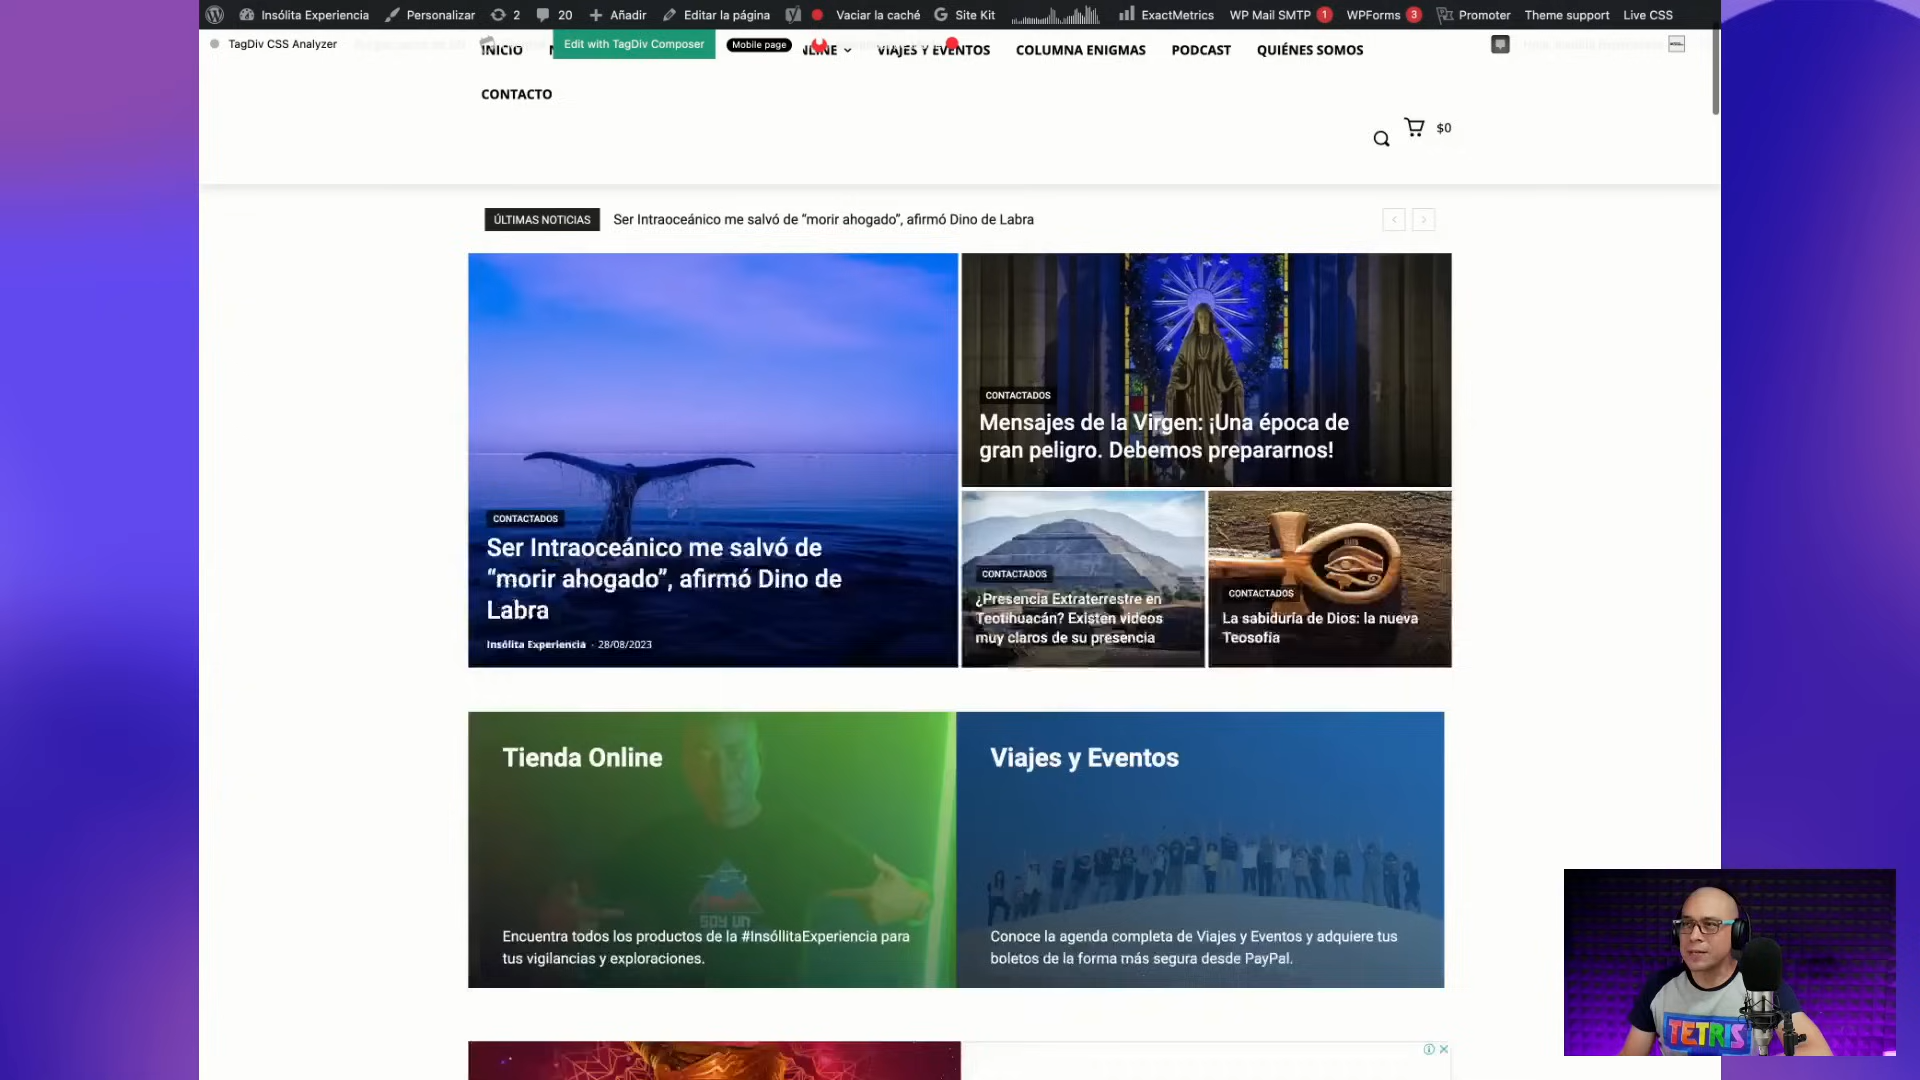 Insólita Experiencia Personalizar 2 20 Añadir Editar la página Vaciar la caché Site Kit ExactMetrics WP Mail SMTP 1 WPForms 3 Promoter Theme support Live CSS
TagDiv CSS Analyzer Edit with TagDiv Composer Mobile page
INICIO NLINE VIAJES Y EVENTOS COLUMNA ENIGMAS PODCAST QUIÉNES SOMOS
CONTACTO
$0
ÚLTIMAS NOTICIAS Ser Intraoceánico me salvó de “morir ahogado”, afirmó Dino de Labra
CONTACTADOS
Ser Intraoceánico me salvó de
“morir ahogado”, afirmó Dino de
Labra
Insólita Experiencia - 28/08/2023
CONTACTADOS
Mensajes de la Virgen: ¡Una época de
gran peligro. Debemos prepararnos!
CONTACTADOS
¿Presencia Extraterrestre en
Teotihuacán? Existen videos
muy claros de su presencia
CONTACTADOS
La sabiduría de Dios: la nueva
Teosofía
Tienda Online
SOY UN
Encuentra todos los productos de la #InsóllitaExperiencia para
tus vigilancias y exploraciones.
Viajes y Eventos
Conoce la agenda completa de Viajes y Eventos y adquiere tus
boletos de la forma más segura desde PayPal.
TETRIS